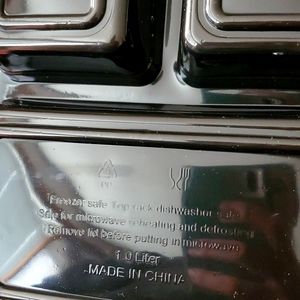 5
PP
Freezer safe Top rack dishwasher safe
Safe for microwave reheating and defrosting
Remove lid before putting in microwave
1.0 Liter
MADE IN CHINA